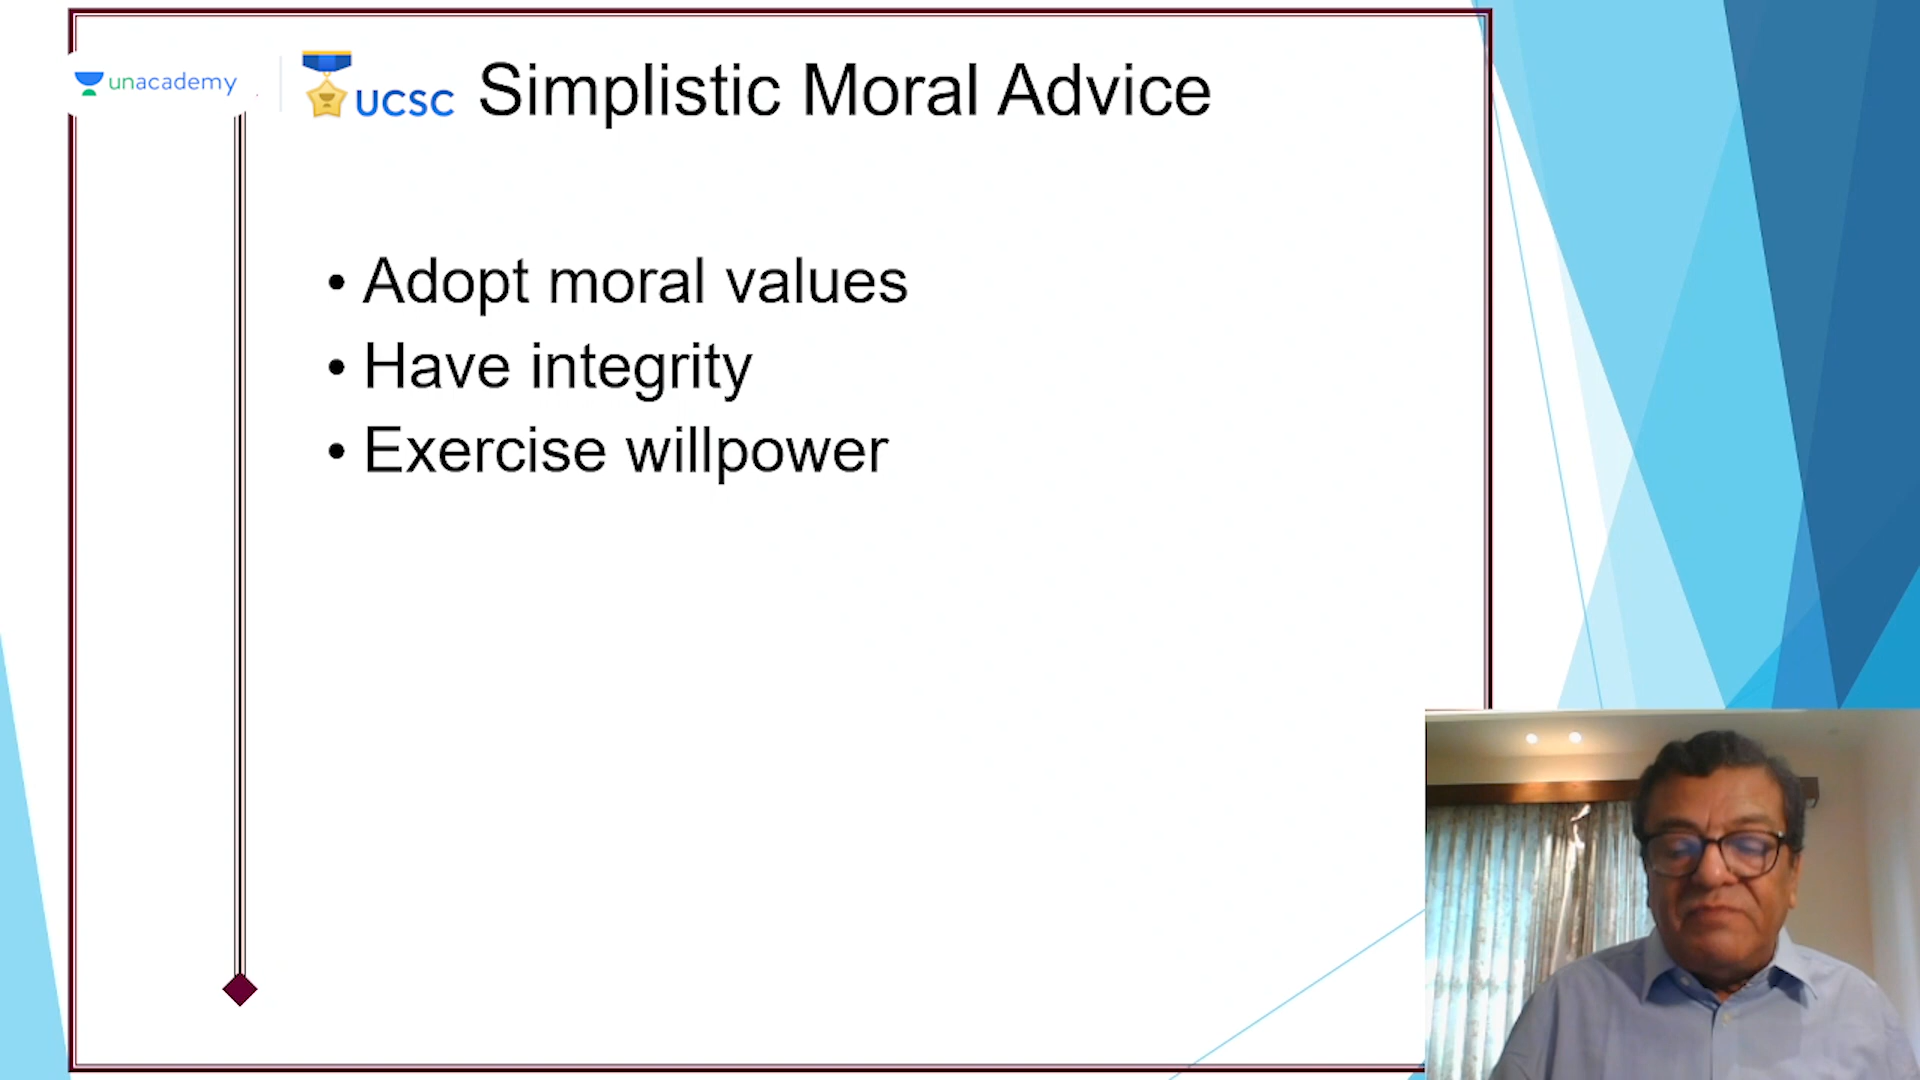 unacademy
UCSC
Simplistic Moral Advice
• Adopt moral values
• Have integrity
• Exercise willpower